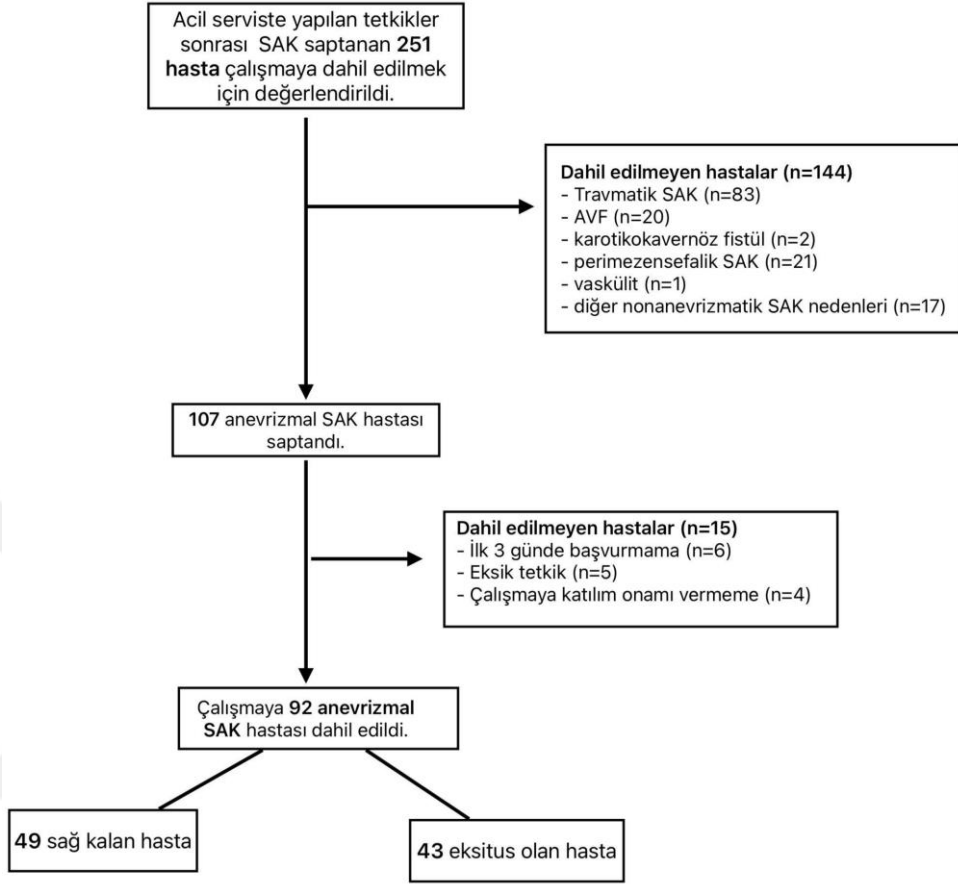 Acil serviste yapılan tetkikler
sonrası SAK saptanan 251
hasta çalışmaya dahil edilmek
için değerlendirildi.
Dahil edilmeyen hastalar (n=144)
- Travmatik SAK (n=83)
- AVF (n=20)
- karotikokavernöz fistül (n=2)
- perimezensefalik SAK (n=21)
- vaskülit (n=1)
- diğer nonanevrizmatik SAK nedenleri (n=17)
107 anevrizmal SAK hastası
saptandı.
Dahil edilmeyen hastalar (n=15)
- İlk 3 günde başvurmama (n=6)
- Eksik tetkik (n=5)
- Çalışmaya katılım onamı vermeme (n=4)
Çalışmaya 92 anevrizmal
SAK hastası dahil edildi.
49 sağ kalan hasta
43 eksitus olan hasta